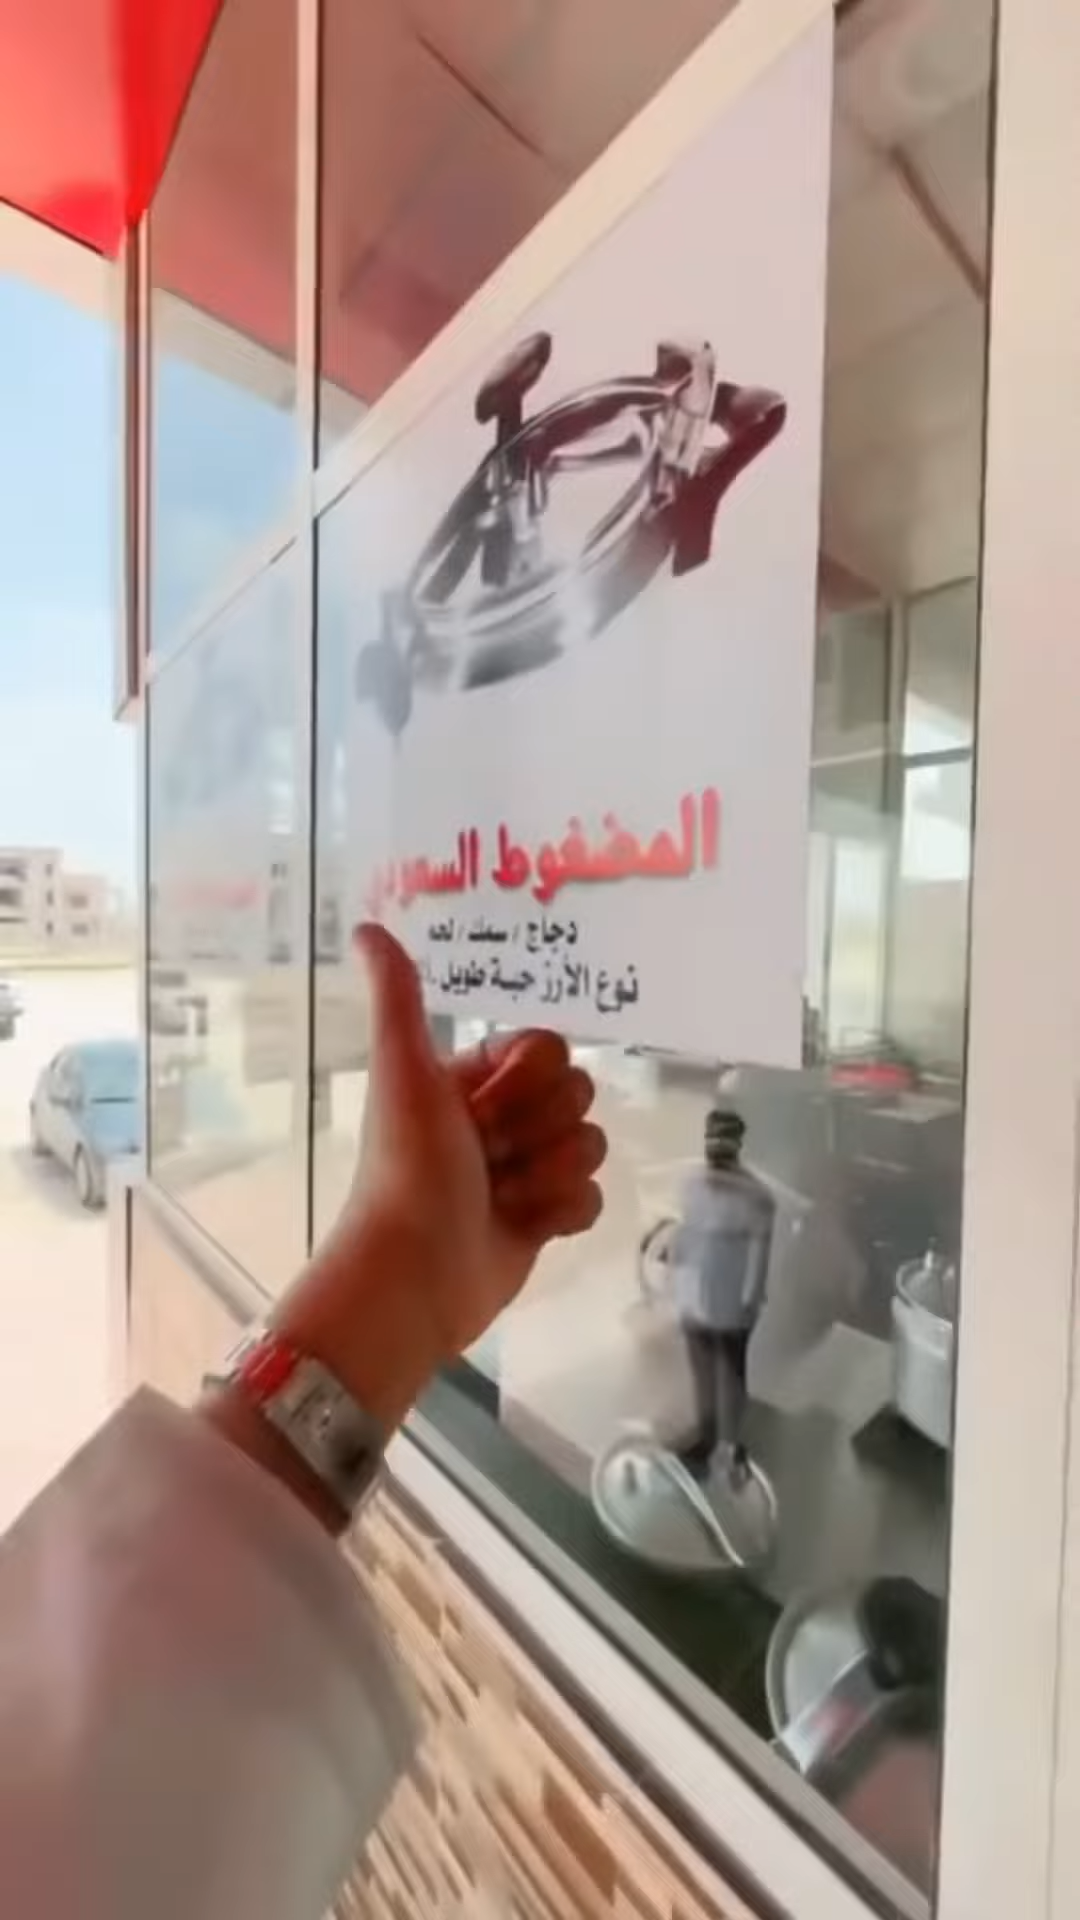 المضغوط السعودي
دجاج / سمك / لحم
نوع الأرز حبة طويل